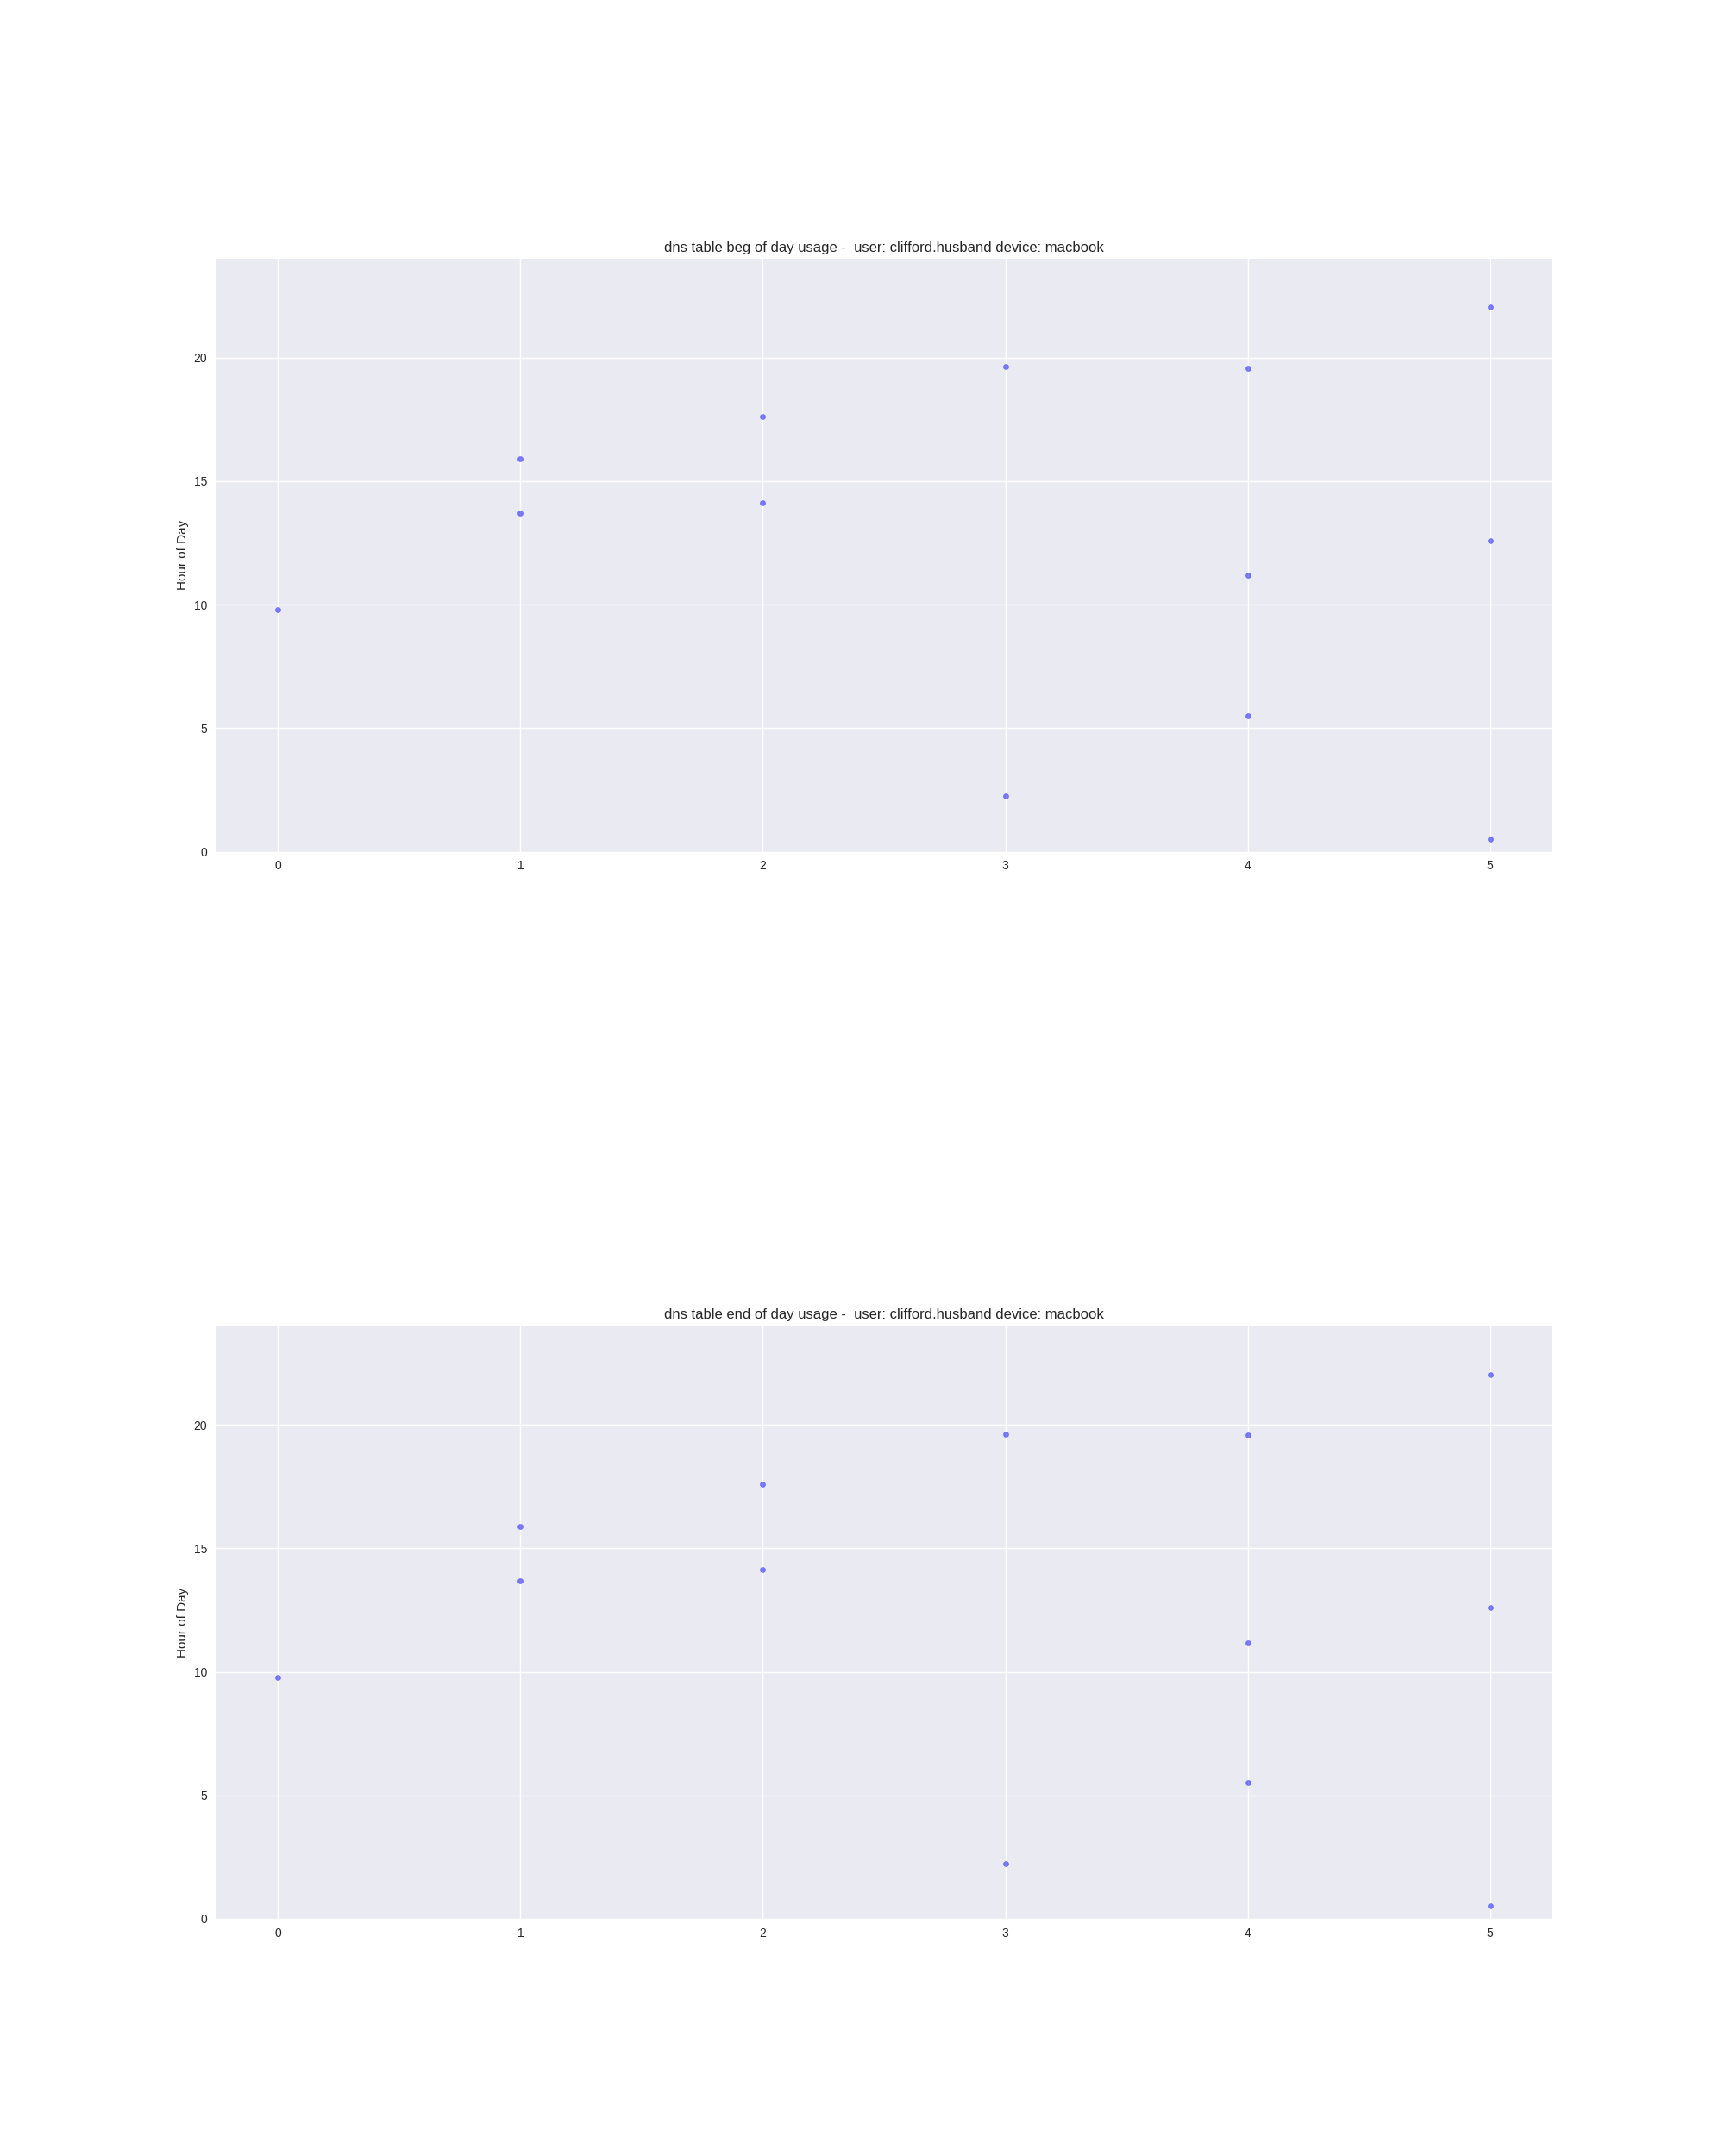 dns table beg of day usage -  user: clifford.husband device: macbook
Hour of Day
20
15
10
5
0
0 1 2 3 4 5
dns table end of day usage -  user: clifford.husband device: macbook
Hour of Day
20
15
10
5
0
0 1 2 3 4 5